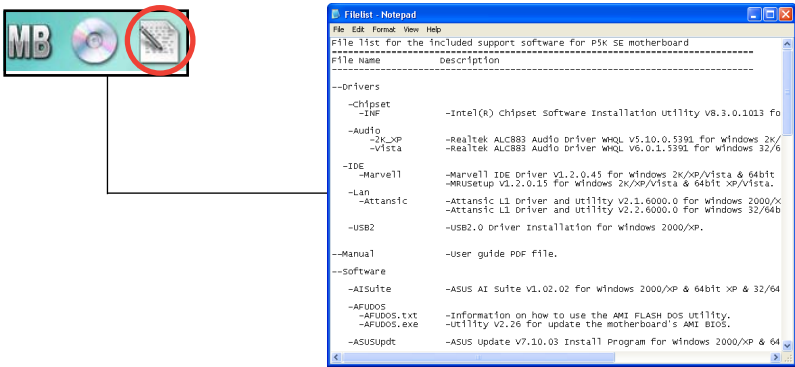 MB
Filelist - Notepad
File Edit Format View Help
File list for the included support software for P5K SE motherboard
File Name Description
--Drivers
-Chipset
-INF -Intel(R) Chipset Software Installation Utility V8.3.0.1013 fo
-Audio
-2K_XP -Realtek ALC883 Audio Driver WHQL V5.10.0.5391 for Windows 2K/
-Vista -Realtek ALC883 Audio Driver WHQL V6.0.1.5391 for Windows 32/6
-IDE
-Marvell -Marvell IDE Driver V1.2.0.45 for Windows 2K/XP/Vista & 64bit
-MRUSetup V1.2.0.15 for Windows 2K/XP/Vista & 64bit XP/Vista.
-Lan
-Attansic -Attansic L1 Driver and Utility V2.1.6000.0 for Windows 2000/X
-Attansic L1 Driver and Utility V2.2.6000.0 for Windows 32/64b
-USB2 -USB2.0 Driver Installation for Windows 2000/XP.
--Manual -User guide PDF file.
--Software
-AISuite -ASUS AI Suite V1.02.02 for Windows 2000/XP & 64bit XP & 32/64
-AFUDOS
-AFUDOS.txt -Information on how to use the AMI FLASH DOS Utility.
-AFUDOS.exe -Utility V2.26 for update the motherboard's AMI BIOS.
-ASUSUpdt -ASUS Update V7.10.03 Install Program for Windows 2000/XP & 64